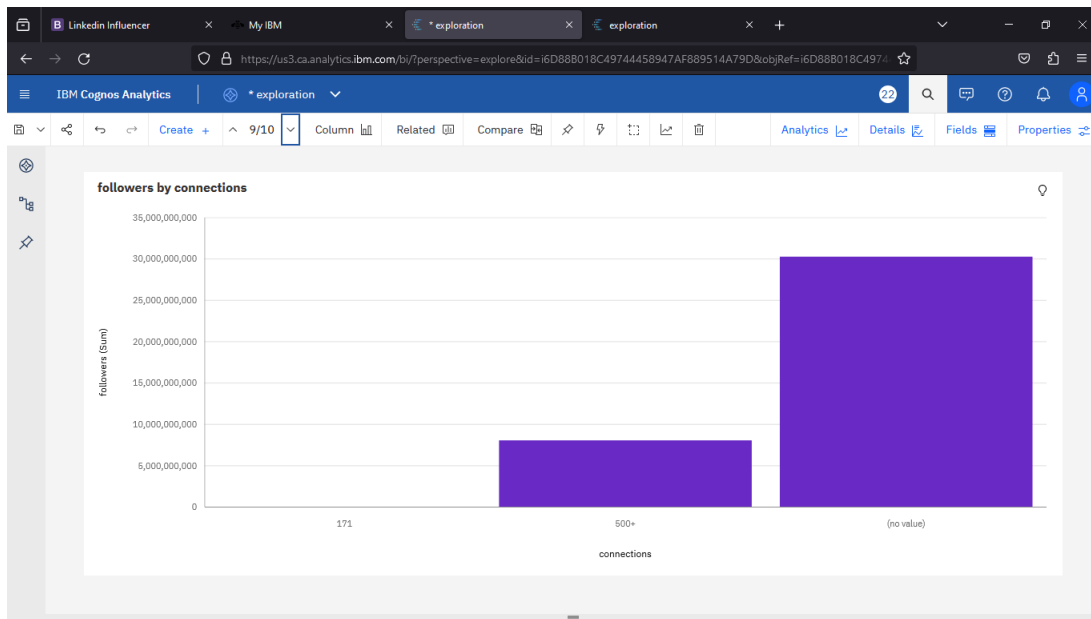 B Linkedin Influencer
My IBM
* exploration
exploration
https://us3.ca.analytics.ibm.com/bi/?perspective=explore&id=i6D88B018C49744458947AF889514A79D&objRef=i6D88B018C4974
IBM Cognos Analytics
* exploration
22
Create + 9/10 Column Related Compare Analytics Details Fields Properties
followers by connections
35,000,000,000
30,000,000,000
25,000,000,000
20,000,000,000
15,000,000,000
10,000,000,000
5,000,000,000
0
followers (Sum)
171 500+ (no value)
connections